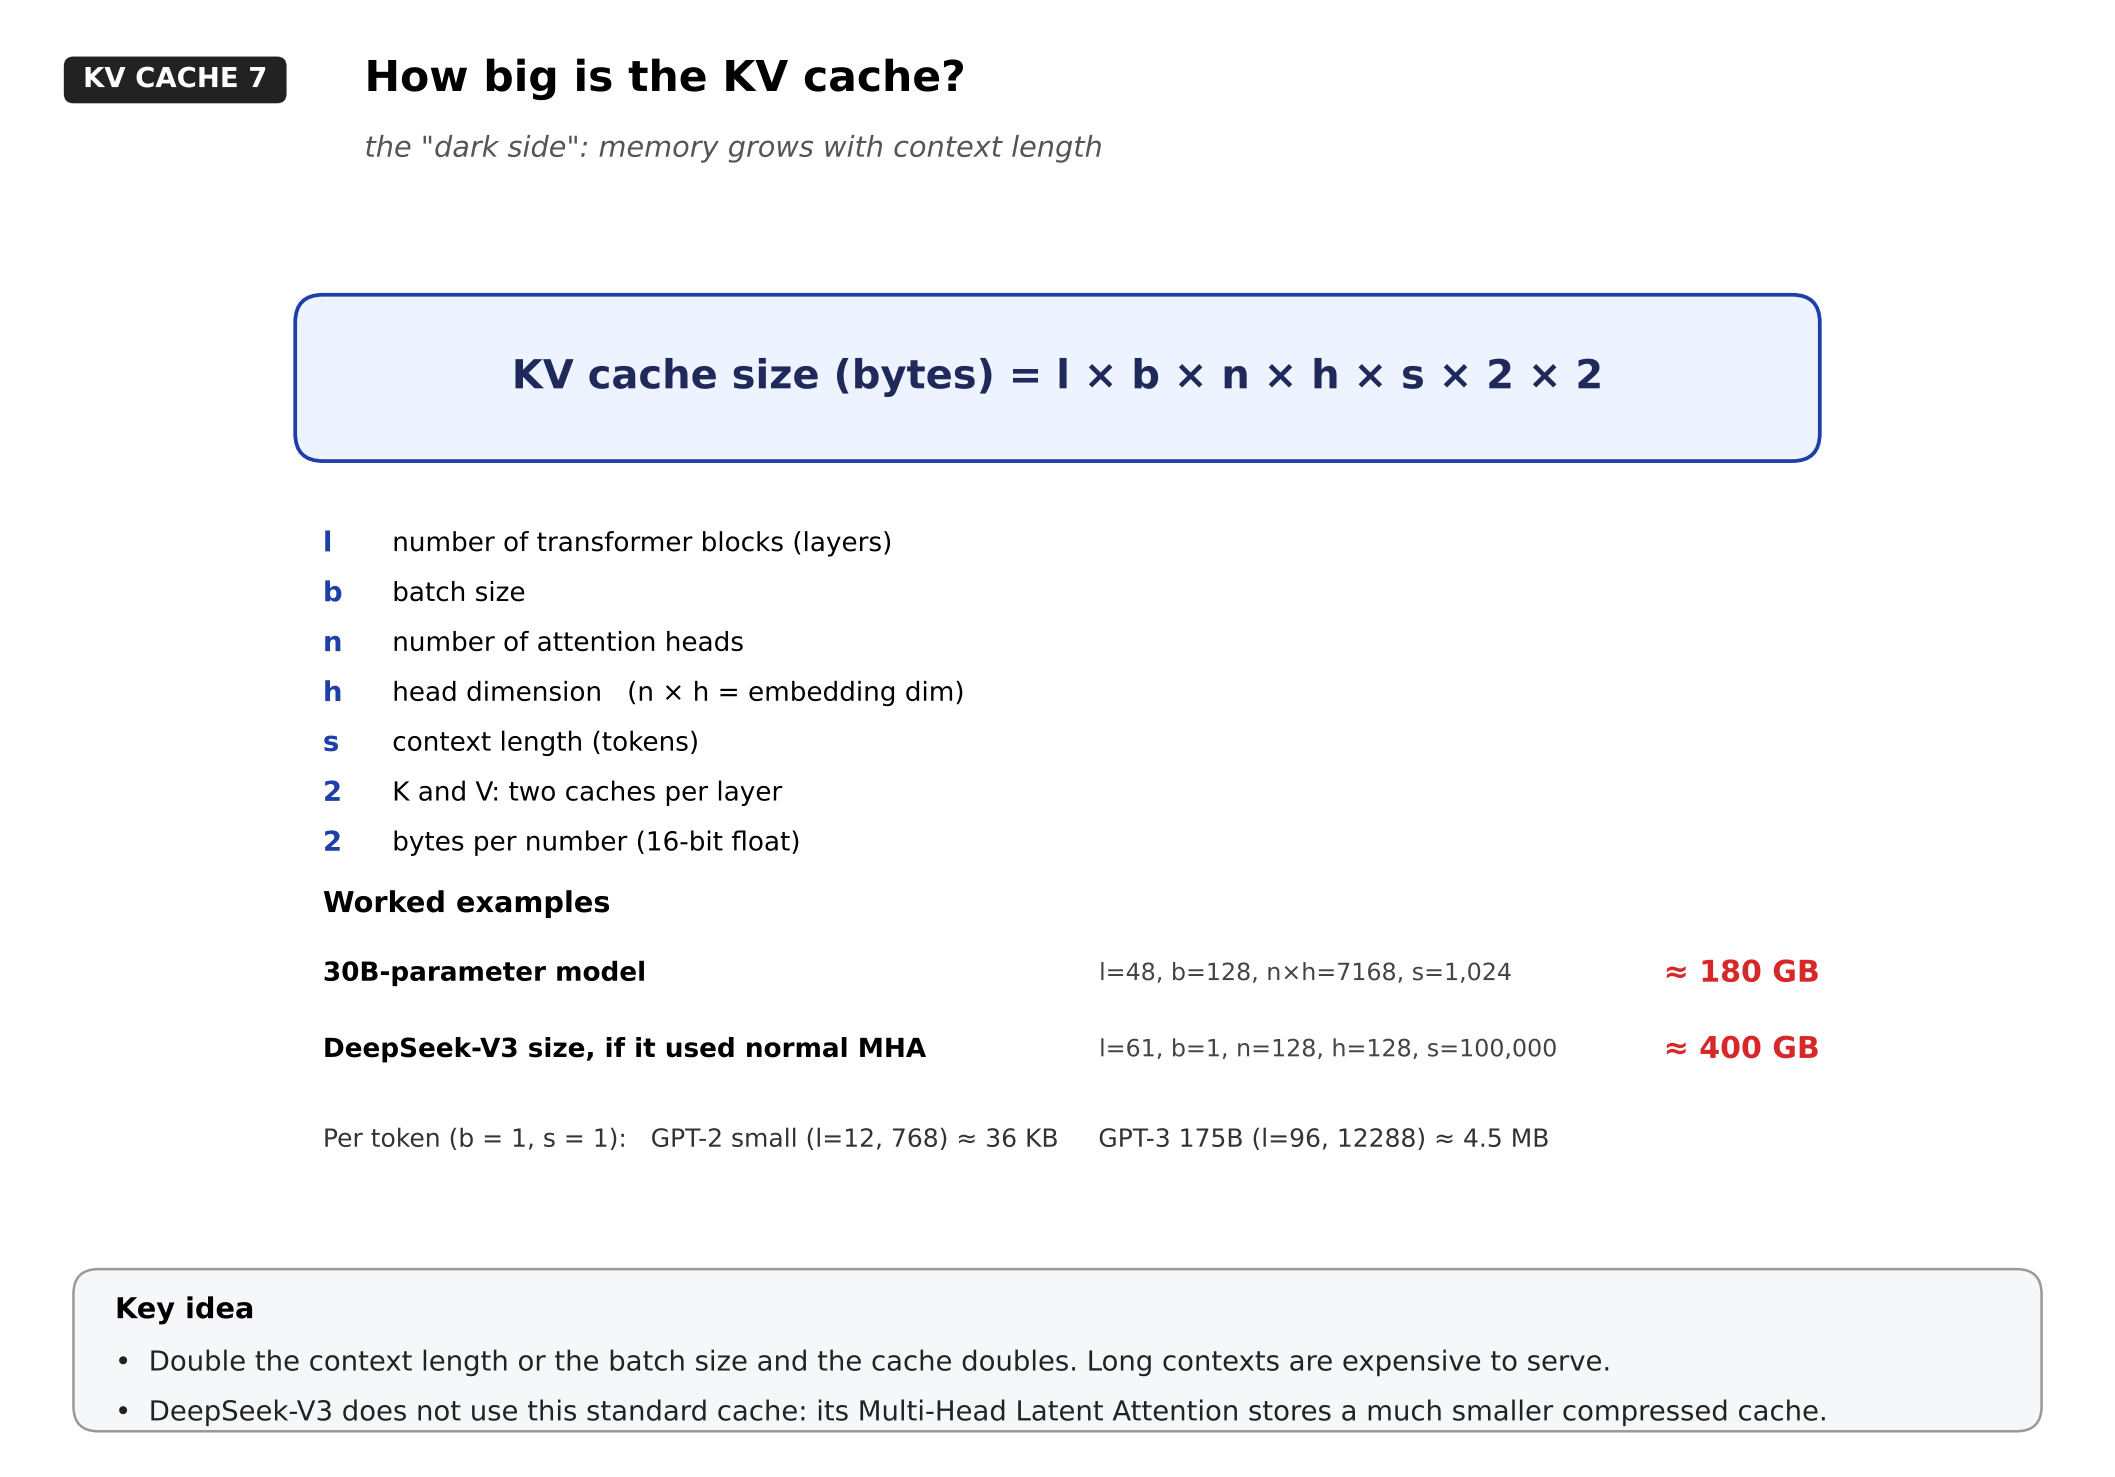 KV CACHE 7
How big is the KV cache?
the "dark side": memory grows with context length
KV cache size (bytes) = l × b × n × h × s × 2 × 2
l number of transformer blocks (layers)
b batch size
n number of attention heads
h head dimension (n × h = embedding dim)
s context length (tokens)
2 K and V: two caches per layer
2 bytes per number (16-bit float)
Worked examples
30B-parameter model l=48, b=128, n×h=7168, s=1,024 ≈ 180 GB
DeepSeek-V3 size, if it used normal MHA l=61, b=1, n=128, h=128, s=100,000 ≈ 400 GB
Per token (b = 1, s = 1): GPT-2 small (l=12, 768) ≈ 36 KB GPT-3 175B (l=96, 12288) ≈ 4.5 MB
Key idea
• Double the context length or the batch size and the cache doubles. Long contexts are expensive to serve.
• DeepSeek-V3 does not use this standard cache: its Multi-Head Latent Attention stores a much smaller compressed cache.